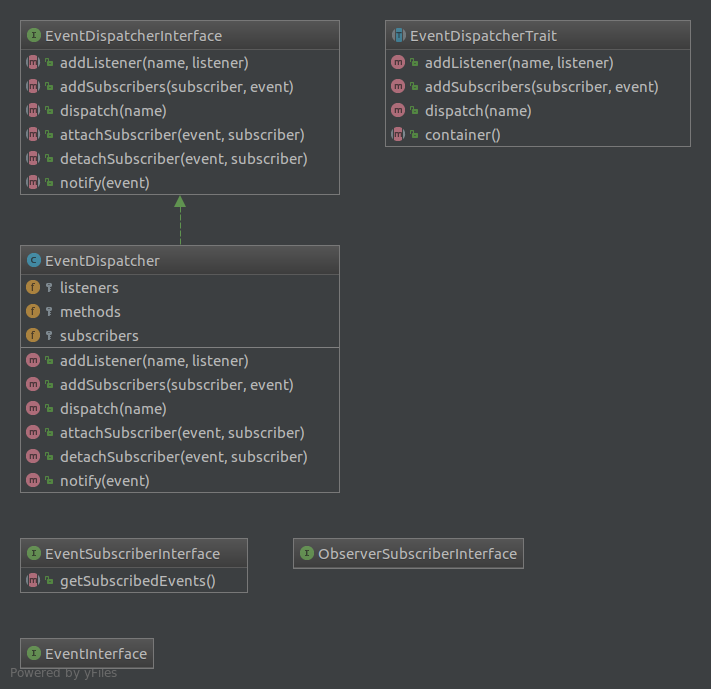 EventDispatcherInterface
addListener(name, listener)
addSubscribers(subscriber, event)
dispatch(name)
attachSubscriber(event, subscriber)
detachSubscriber(event, subscriber)
notify(event)
EventDispatcherTrait
addListener(name, listener)
addSubscribers(subscriber, event)
dispatch(name)
container()
EventDispatcher
listeners
methods
subscribers
addListener(name, listener)
addSubscribers(subscriber, event)
dispatch(name)
attachSubscriber(event, subscriber)
detachSubscriber(event, subscriber)
notify(event)
EventSubscriberInterface
getSubscribedEvents()
ObserverSubscriberInterface
EventInterface
Powered by yFiles